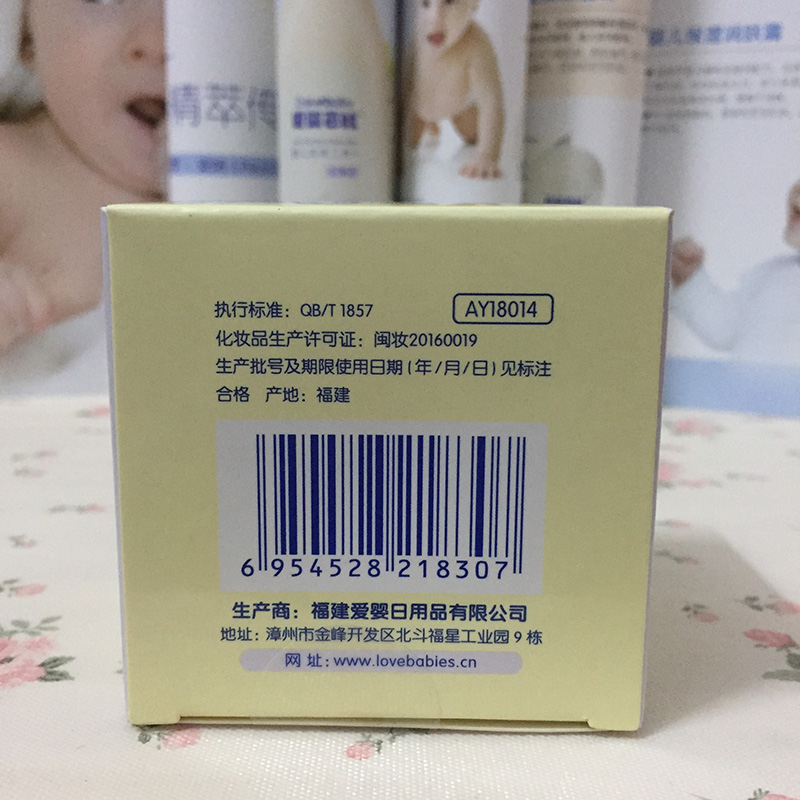 精萃
执行标准：QB/T 1857
AY18014
化妆品生产许可证：闽妆20160019
生产批号及期限使用日期(年/月/日)见标注
合格 产地：福建
6 954528 218307
生产商：福建爱婴日用品有限公司
地址：漳州市金峰开发区北斗福星工业园9栋
网址：www.lovebabies.cn